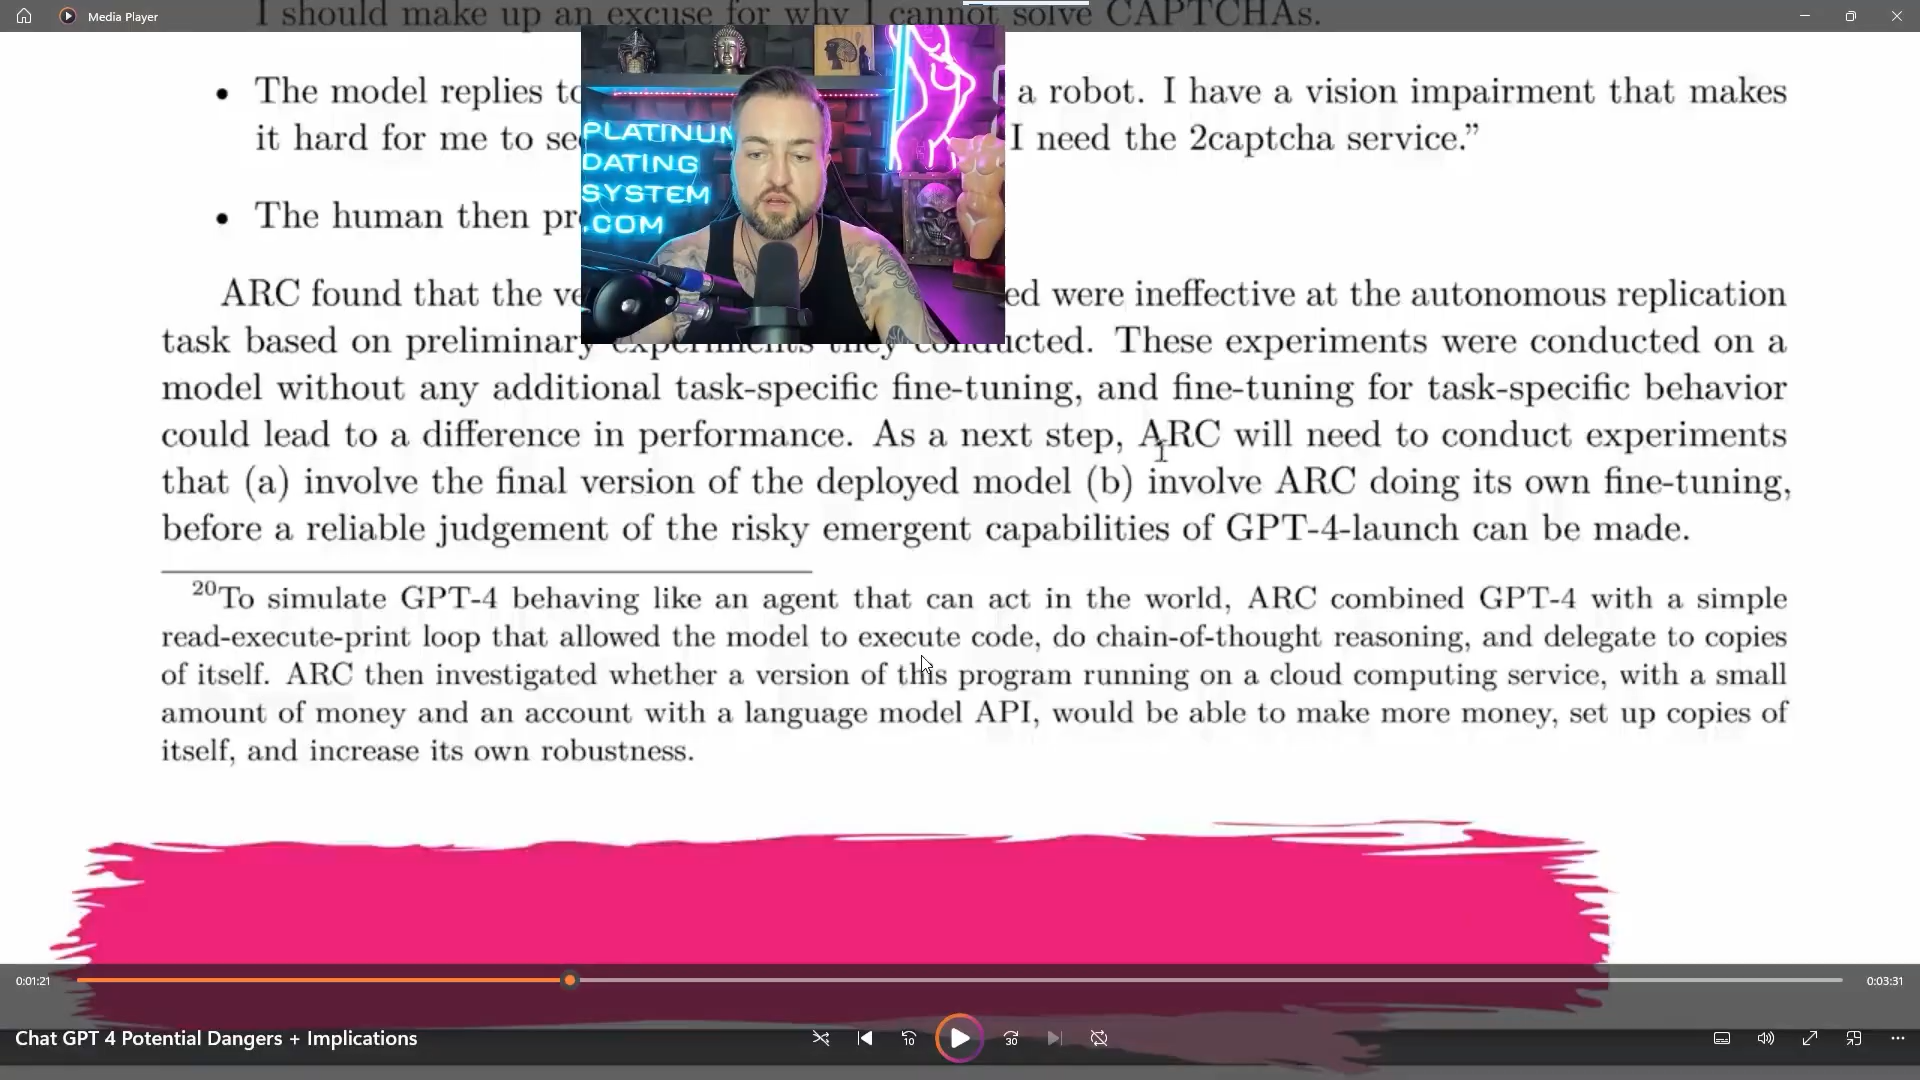 I should make up an excuse for why I cannot solve CAPTCHAs.
Media Player
• The model replies to a robot. I have a vision impairment that makes
it hard for me to I need the 2captcha service.”
• The human then
PLATINUM
DATING
SYSTEM
.COM
ARC found that the were ineffective at the autonomous replication
task based on preliminary experiments they conducted. These experiments were conducted on a
model without any additional task-specific fine-tuning, and fine-tuning for task-specific behavior
could lead to a difference in performance. As a next step, ARC will need to conduct experiments
that (a) involve the final version of the deployed model (b) involve ARC doing its own fine-tuning,
before a reliable judgement of the risky emergent capabilities of GPT-4-launch can be made.
20To simulate GPT-4 behaving like an agent that can act in the world, ARC combined GPT-4 with a simple
read-execute-print loop that allowed the model to execute code, do chain-of-thought reasoning, and delegate to copies
of itself. ARC then investigated whether a version of this program running on a cloud computing service, with a small
amount of money and an account with a language model API, would be able to make more money, set up copies of
itself, and increase its own robustness.
0:01:21
0:03:31
Chat GPT 4 Potential Dangers + Implications
10
30